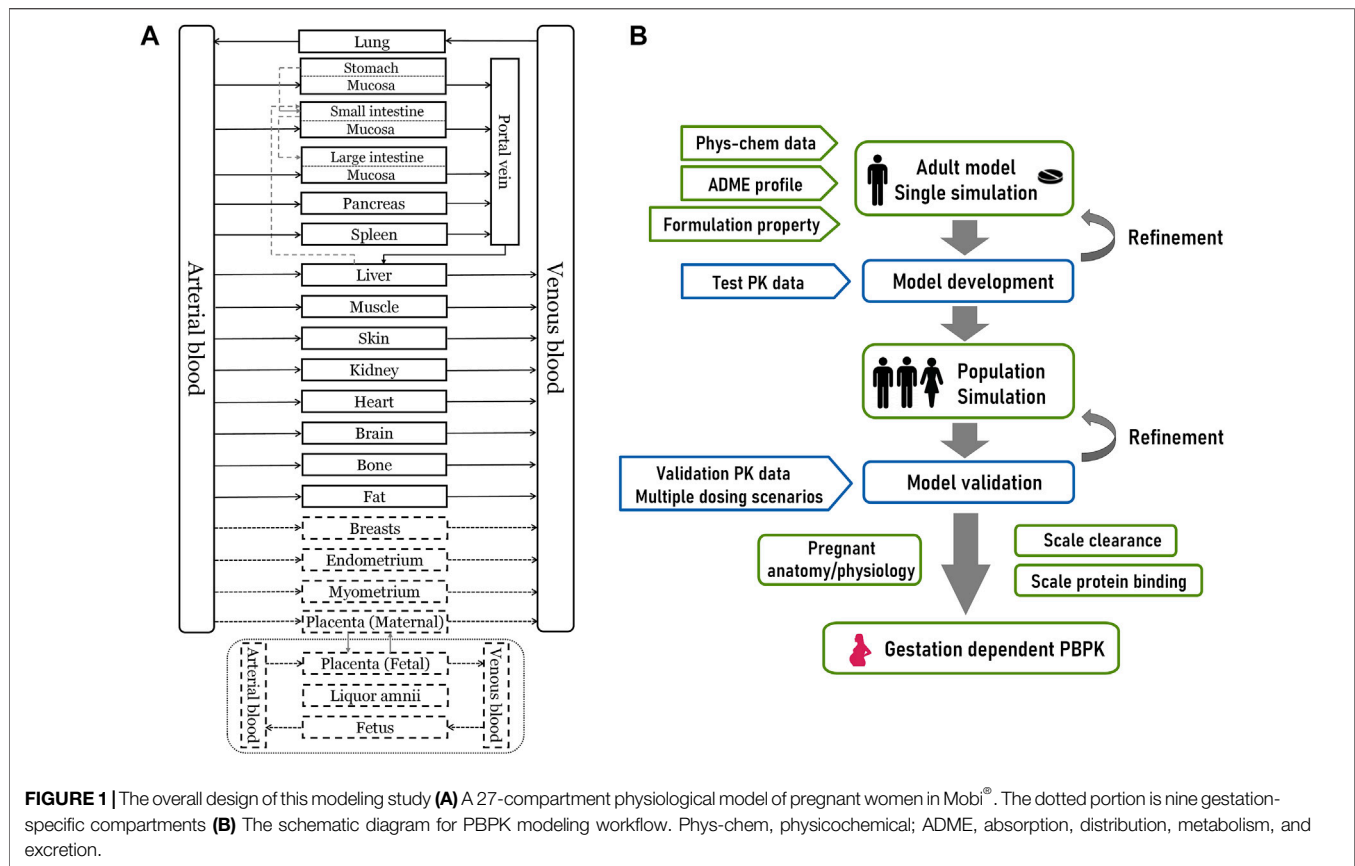 A
Lung
Stomach
Mucosa
Small intestine
Mucosa
Large intestine
Mucosa
Pancreas
Spleen
Portal vein
Liver
Muscle
Skin
Kidney
Heart
Brain
Bone
Fat
Breasts
Endometrium
Myometrium
Placenta (Maternal)
Arterial blood
Venous blood
Placenta (Fetal)
Liquor amnii
Fetus
Arterial blood
Venous blood
B
Phys-chem data
ADME profile
Formulation property
Adult model
Single simulation
Refinement
Test PK data
Model development
Population
Simulation
Refinement
Validation PK data
Multiple dosing scenarios
Model validation
Pregnant
anatomy/physiology
Scale clearance
Scale protein binding
Gestation dependent PBPK
FIGURE 1 | The overall design of this modeling study (A) A 27-compartment physiological model of pregnant women in Mobi®. The dotted portion is nine gestation-
specific compartments (B) The schematic diagram for PBPK modeling workflow. Phys-chem, physicochemical; ADME, absorption, distribution, metabolism, and
excretion.